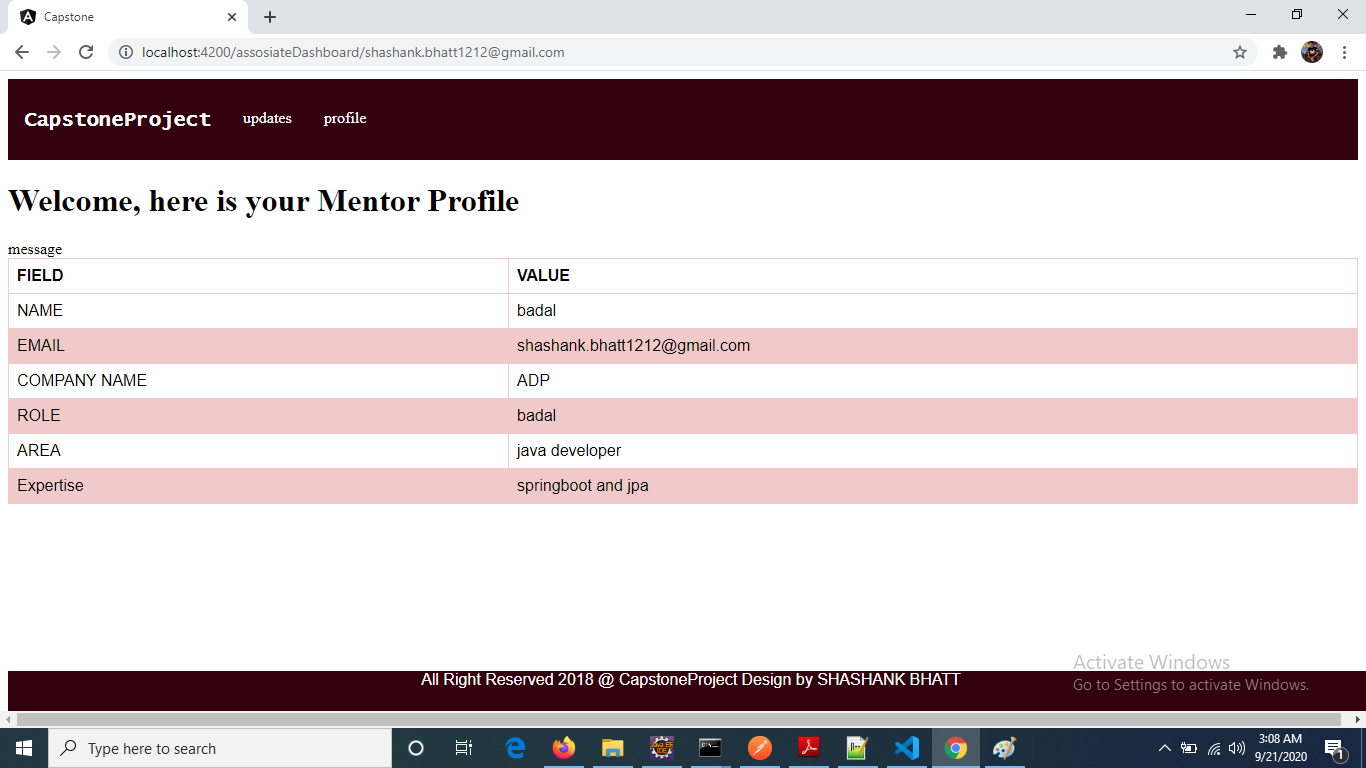 Capstone
localhost:4200/assosiateDashboard/shashank.bhatt1212@gmail.com
CapstoneProject updates profile
Welcome, here is your Mentor Profile
message
FIELD VALUE
NAME badal
EMAIL shashank.bhatt1212@gmail.com
COMPANY NAME ADP
ROLE badal
AREA java developer
Expertise springboot and jpa
Activate Windows
Go to Settings to activate Windows.
All Right Reserved 2018 @ CapstoneProject Design by SHASHANK BHATT
Type here to search
3:08 AM
9/21/2020
1